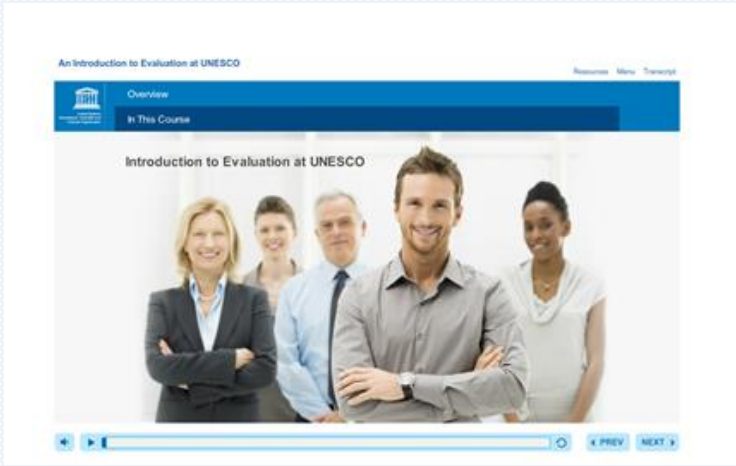 An Introduction to Evaluation at UNESCO
Resources Menu Transcript
Overview
In This Course
Introduction to Evaluation at UNESCO
PREV NEXT